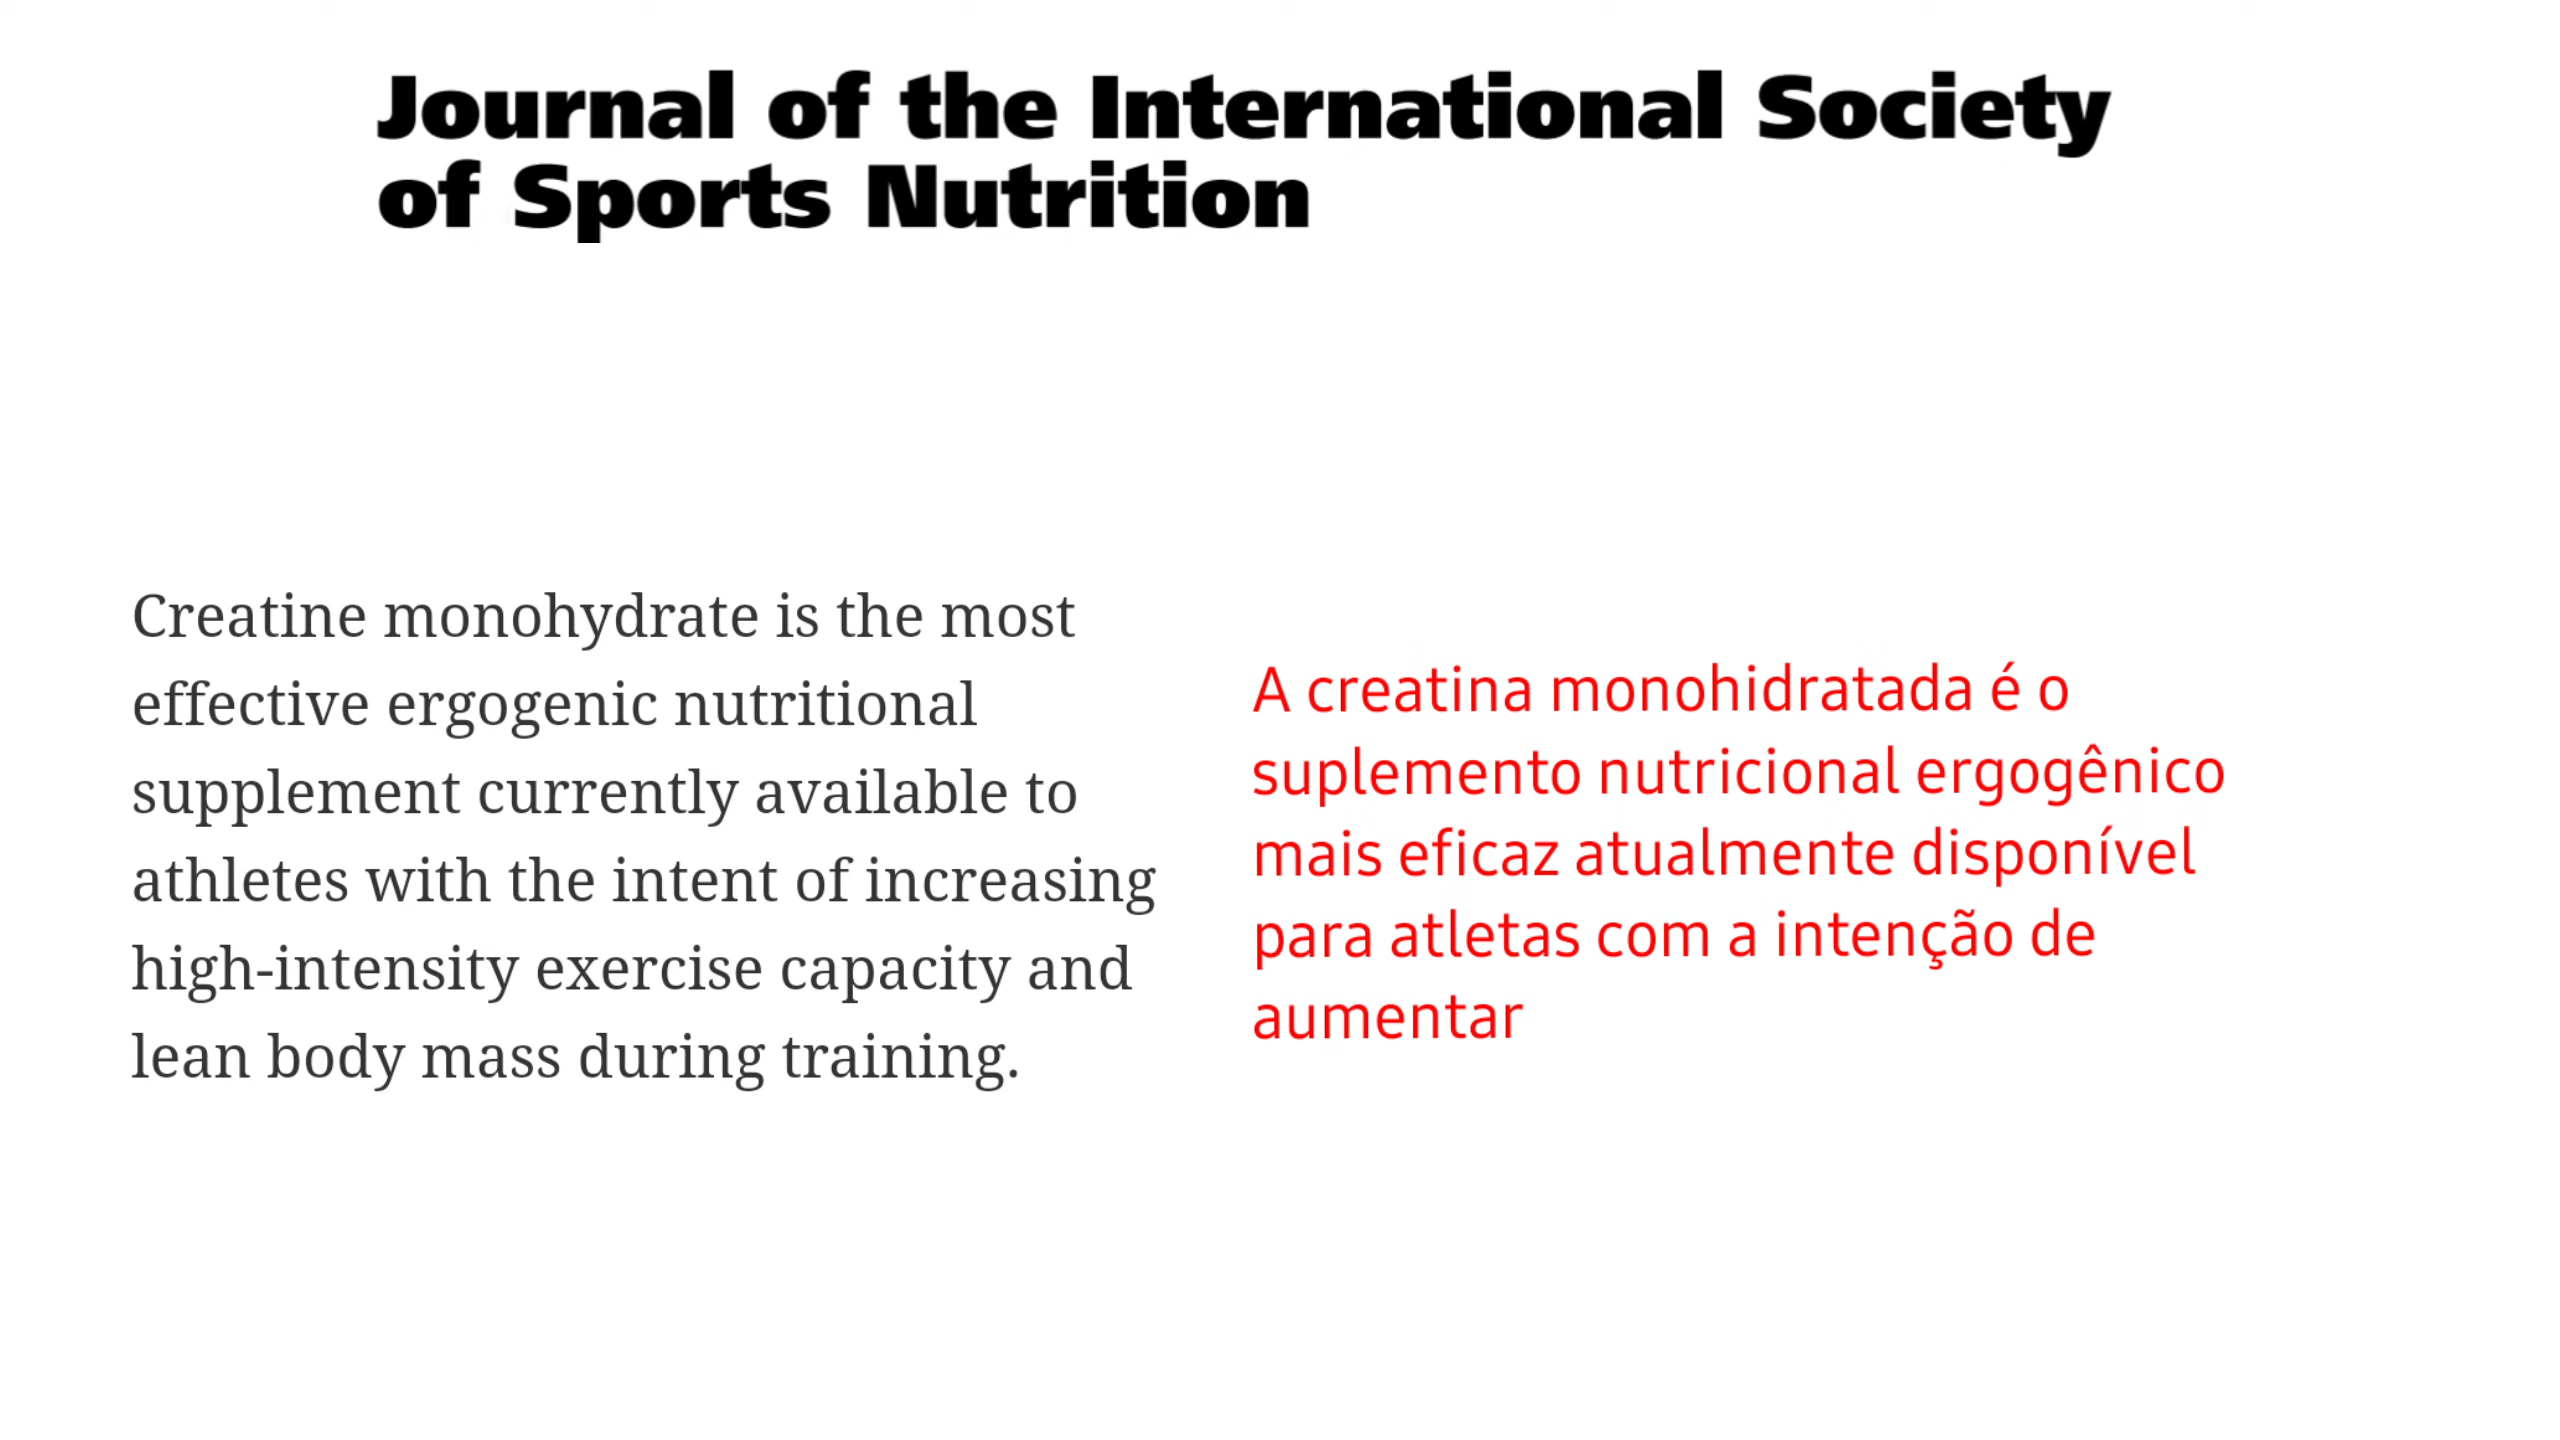 Journal of the International Society
of Sports Nutrition
Creatine monohydrate is the most
effective ergogenic nutritional
supplement currently available to
athletes with the intent of increasing
high-intensity exercise capacity and
lean body mass during training.
A creatina monohidratada é o
suplemento nutricional ergogênico
mais eficaz atualmente disponível
para atletas com a intenção de
aumentar